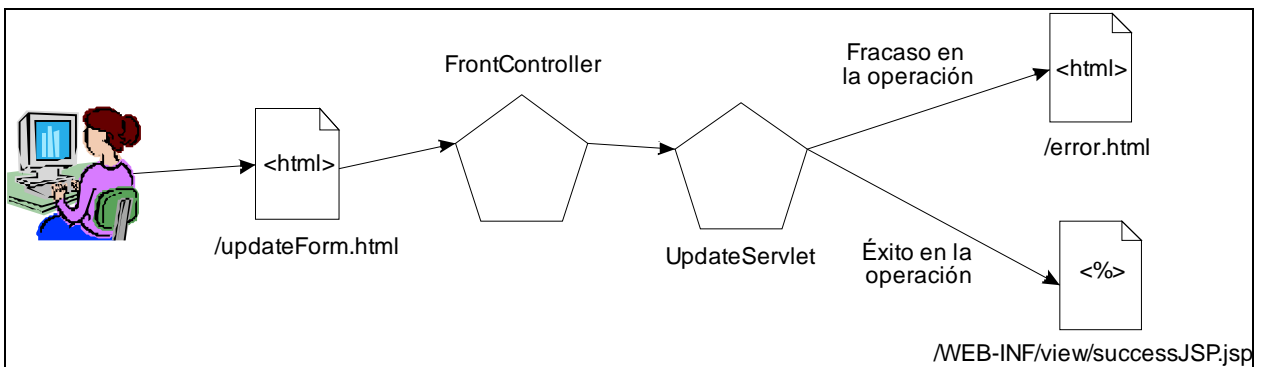 FrontController
Fracaso en
la operación
<html>
/error.html
<html>
/updateForm.html
UpdateServlet
Éxito en la
operación
<%>
/WEB-INF/view/successJSP.jsp